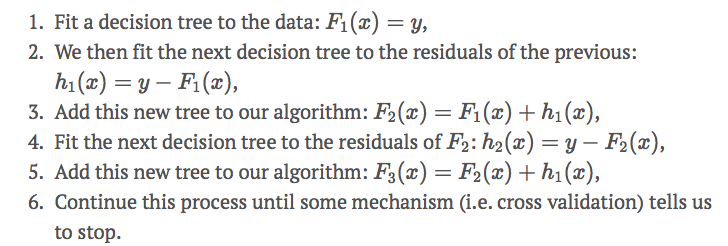 1. Fit a decision tree to the data: F₁(x) = y,
2. We then fit the next decision tree to the residuals of the previous:
h₁(x) = y − F₁(x),
3. Add this new tree to our algorithm: F₂(x) = F₁(x) + h₁(x),
4. Fit the next decision tree to the residuals of F₂: h₂(x) = y − F₂(x),
5. Add this new tree to our algorithm: F₃(x) = F₂(x) + h₁(x),
6. Continue this process until some mechanism (i.e. cross validation) tells us
to stop.